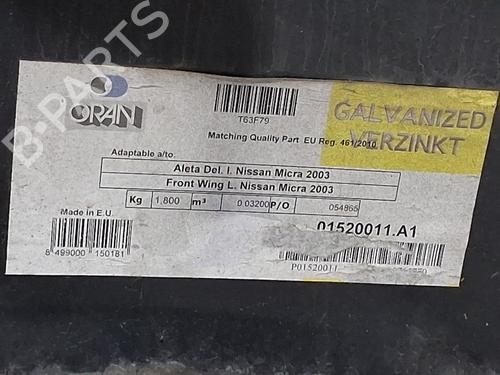 B-PARTS
ORAN
T63F79
GALVANIZED
VERZINKT
Matching Quality Part EU Reg. 461/2010
Adaptable a/to:
Aleta Del. I. Nissan Micra 2003
Front Wing L. Nissan Micra 2003
Kg 1,800 m³ 0.03200 P/O 054865
Made in E.U.
01520011.A1
8 499000 150181
P01520011